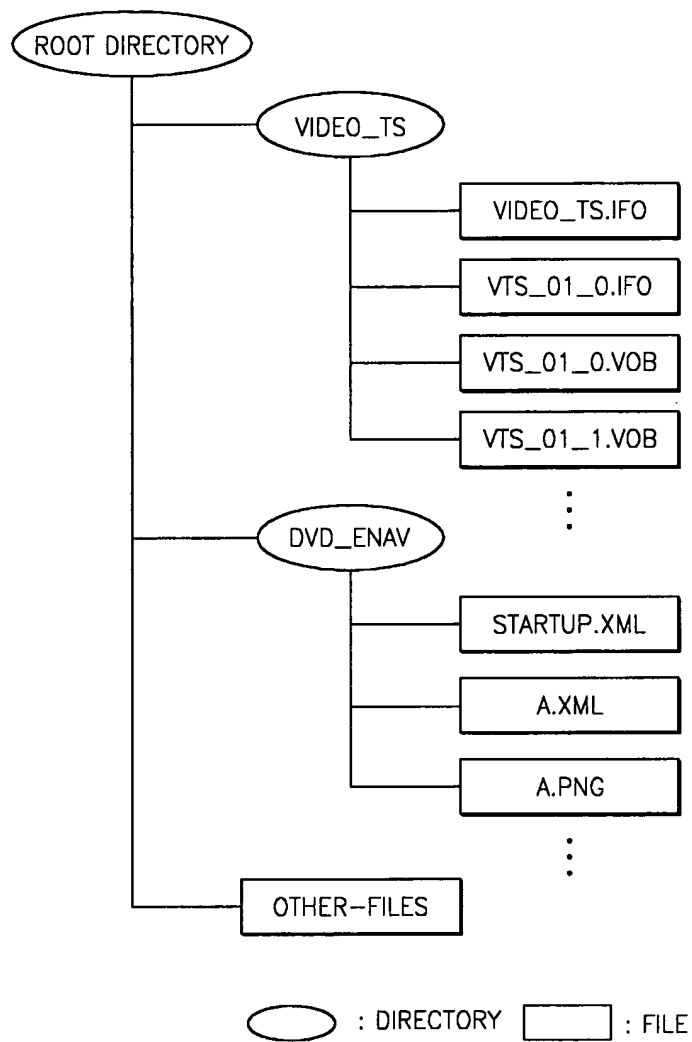 ROOT DIRECTORY
VIDEO_TS
VIDEO_TS.IFO
VTS_01_0.IFO
VTS_01_0.VOB
VTS_01_1.VOB
DVD_ENAV
STARTUP.XML
A.XML
A.PNG
OTHER-FILES
: DIRECTORY : FILE